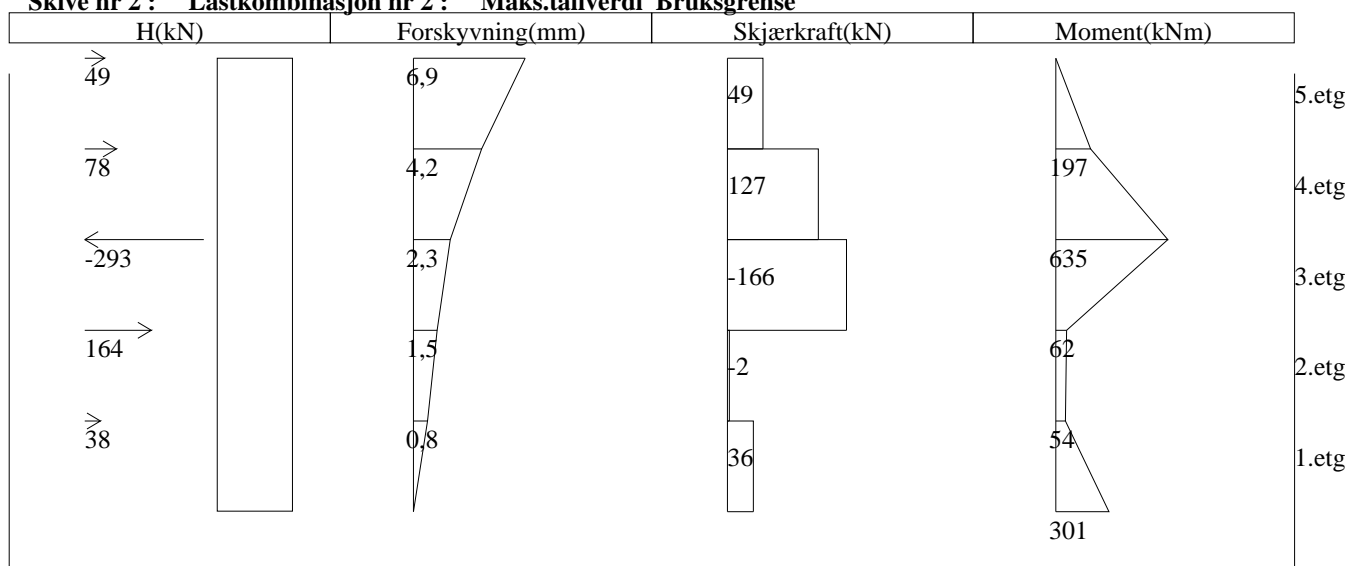 Skive nr 2 : Lastkombinasjon nr 2 : Maks.tallverdi Bruksgrense
H(kN) Forskyvning(mm) Skjærkraft(kN) Moment(kNm)
49 6,9 49 5.etg
78 4,2 127 197 4.etg
-293 2,3 -166 635 3.etg
164 1,5 -2 62 2.etg
38 0,8 36 54 1.etg
301